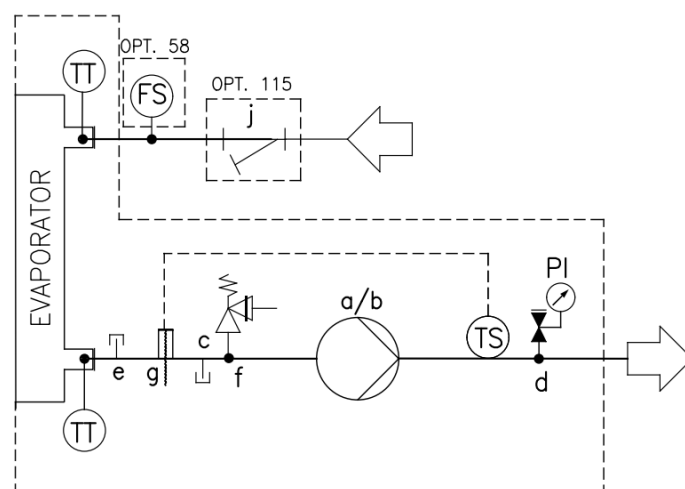 OPT. 58
TT
FS
OPT. 115
j
EVAPORATOR
PI
a/b
c
TS
e
g
f
d
TT